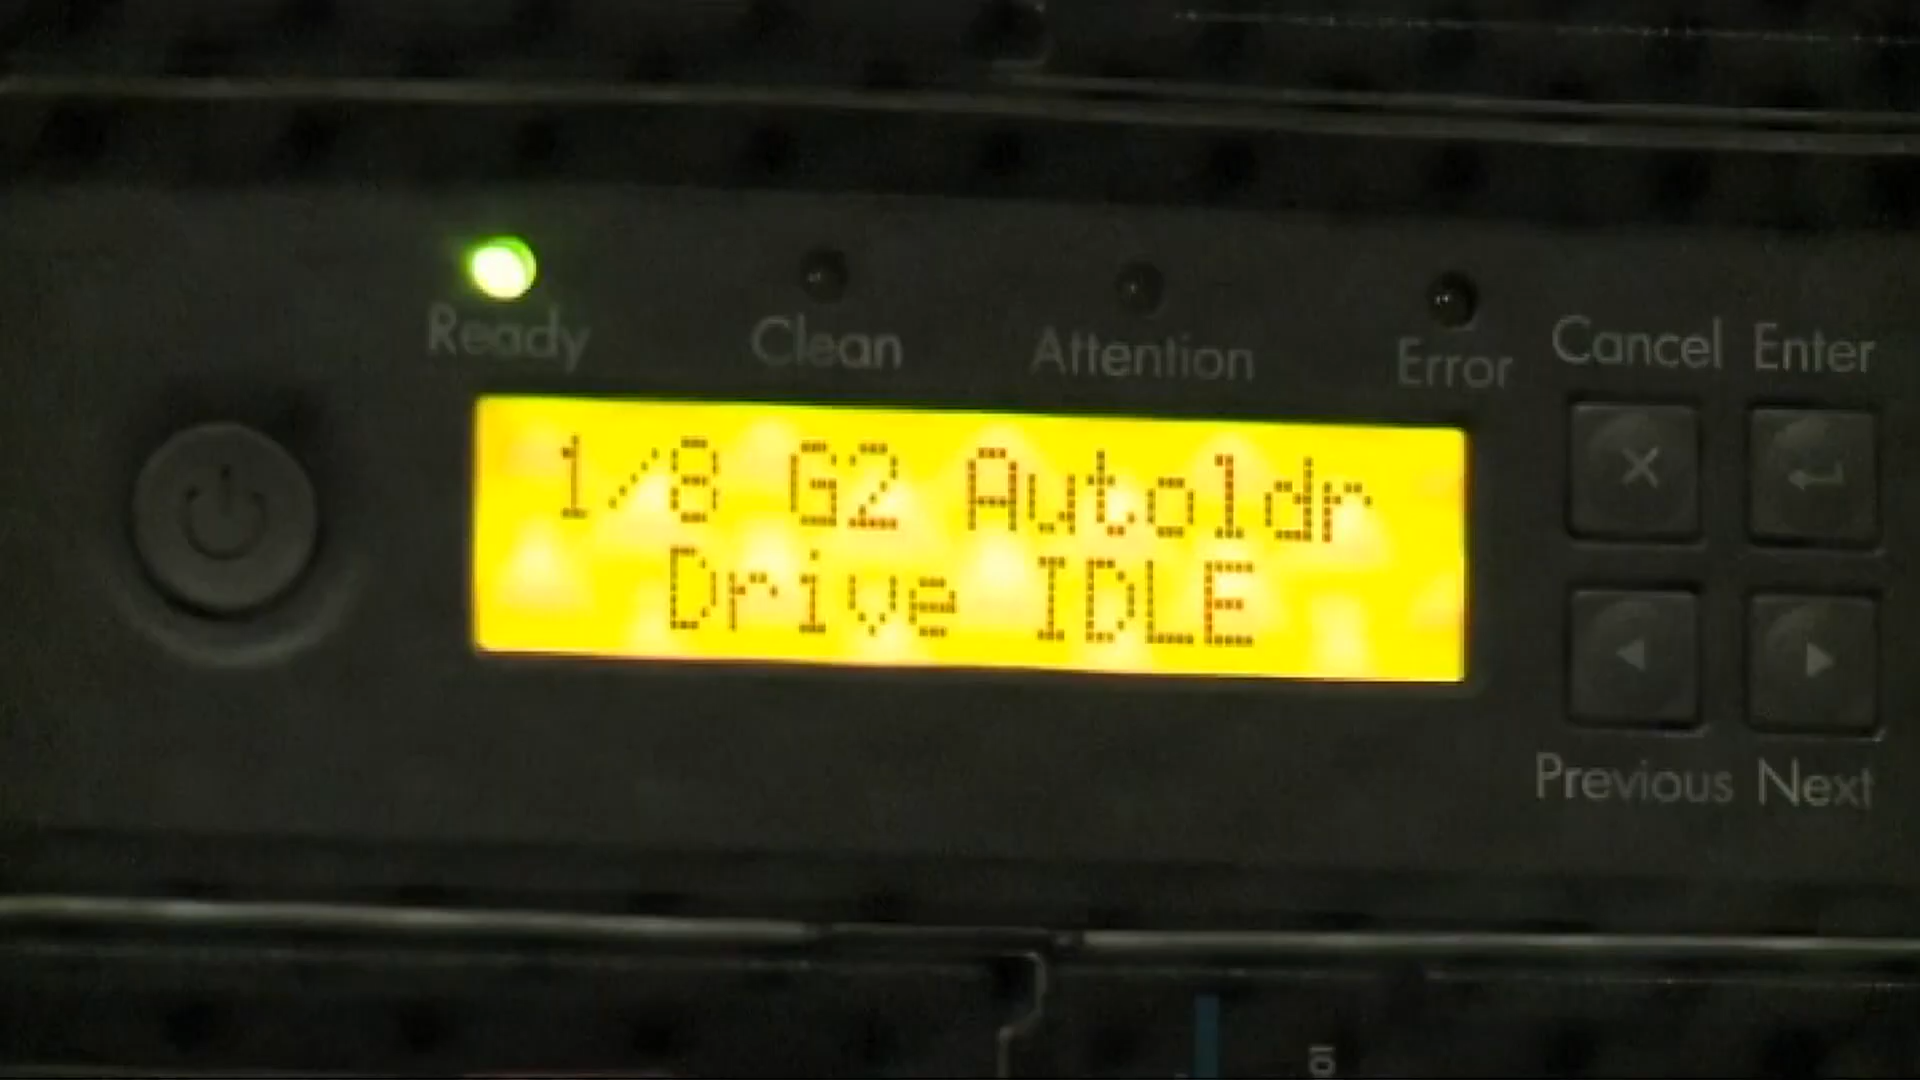 Ready Clean Attention Error
Cancel Enter
1/8 G2 Autoldr
Drive IDLE
Previous Next